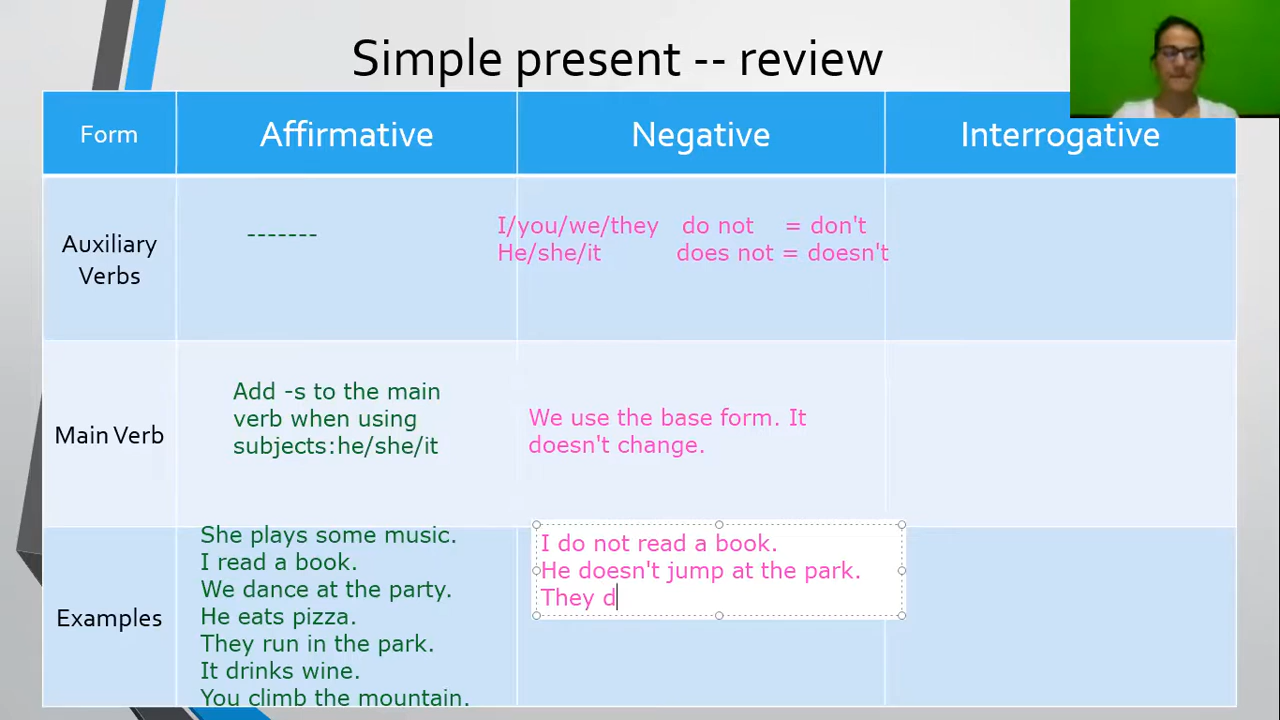 Simple present -- review
Form
Affirmative
Negative
Interrogative
Auxiliary
Verbs
-------
I/you/we/they do not = don't
He/she/it does not = doesn't
Main Verb
Add -s to the main
verb when using
subjects:he/she/it
We use the base form. It
doesn't change.
Examples
She plays some music.
I read a book.
We dance at the party.
He eats pizza.
They run in the park.
It drinks wine.
You climb the mountain.
I do not read a book.
He doesn't jump at the park.
They d